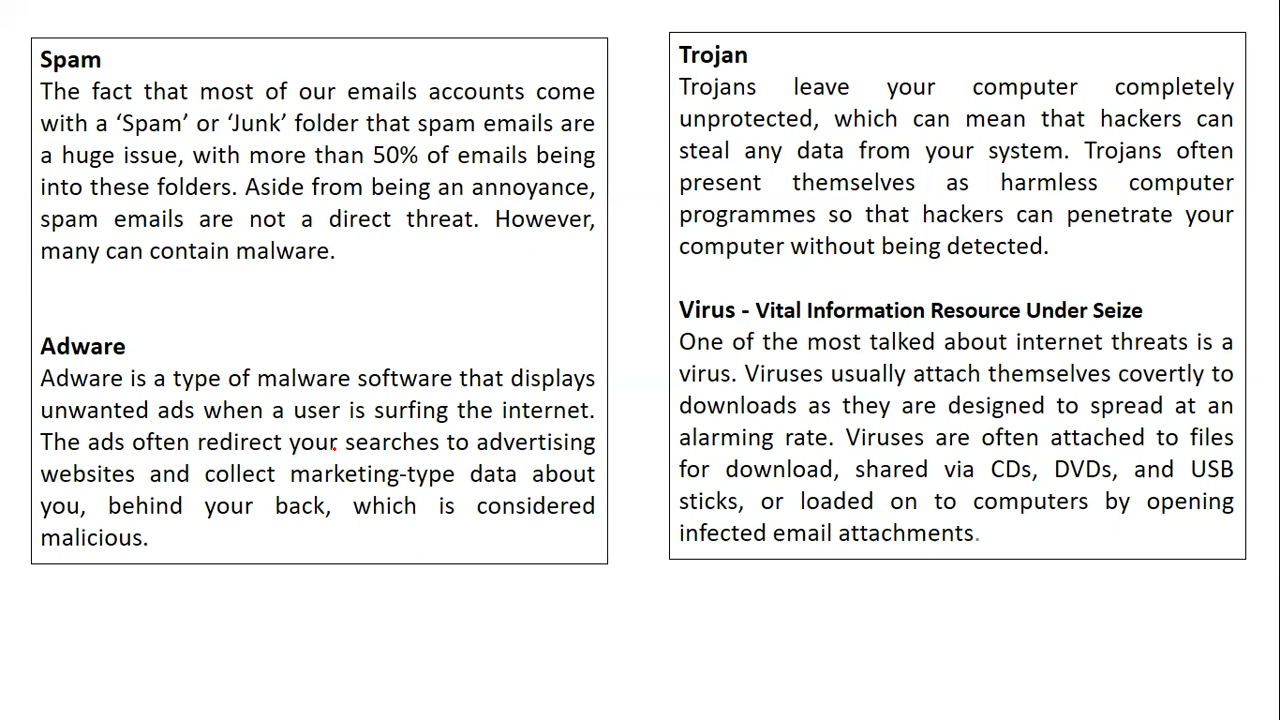 Spam
The fact that most of our emails accounts come
with a ‘Spam’ or ‘Junk’ folder that spam emails are
a huge issue, with more than 50% of emails being
into these folders. Aside from being an annoyance,
spam emails are not a direct threat. However,
many can contain malware.
Adware
Adware is a type of malware software that displays
unwanted ads when a user is surfing the internet.
The ads often redirect your searches to advertising
websites and collect marketing-type data about
you, behind your back, which is considered
malicious.
Trojan
Trojans leave your computer completely
unprotected, which can mean that hackers can
steal any data from your system. Trojans often
present themselves as harmless computer
programmes so that hackers can penetrate your
computer without being detected.
Virus - Vital Information Resource Under Seize
One of the most talked about internet threats is a
virus. Viruses usually attach themselves covertly to
downloads as they are designed to spread at an
alarming rate. Viruses are often attached to files
for download, shared via CDs, DVDs, and USB
sticks, or loaded on to computers by opening
infected email attachments.